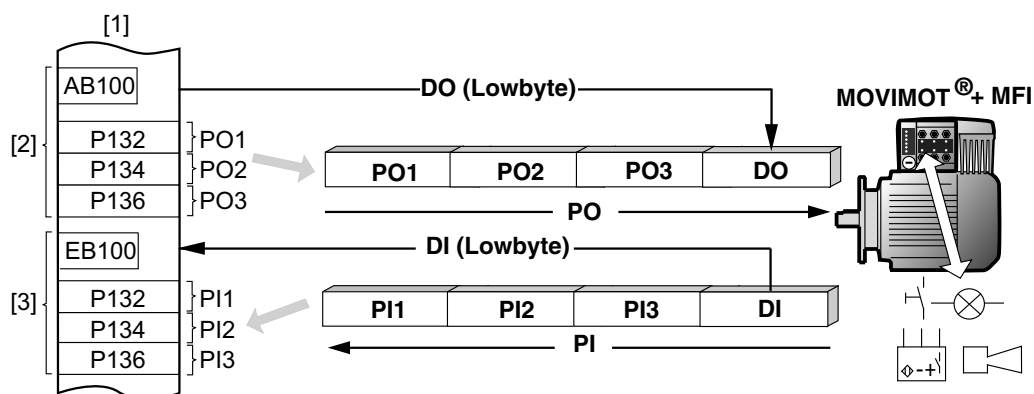 [1]
AB100
DO (Lowbyte)
MOVIMOT ® + MFI
[2]
P132 PO1
P134 PO2
P136 PO3
PO1 PO2 PO3 DO
PO
EB100
DI (Lowbyte)
[3]
P132 PI1
P134 PI2
P136 PI3
PI1 PI2 PI3 DI
PI